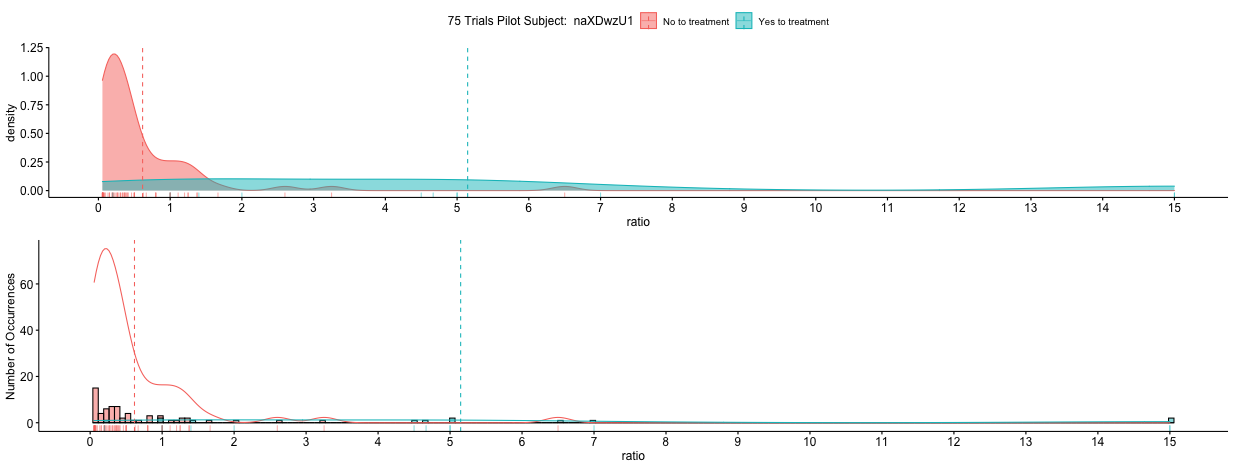 75 Trials Pilot Subject: naXDwzU1 No to treatment Yes to treatment
1.25
1.00
0.75
0.50
0.25
0.00
density
0 1 2 3 4 5 6 7 8 9 10 11 12 13 14 15
ratio
60
40
20
0
Number of Occurrences
0 1 2 3 4 5 6 7 8 9 10 11 12 13 14 15
ratio